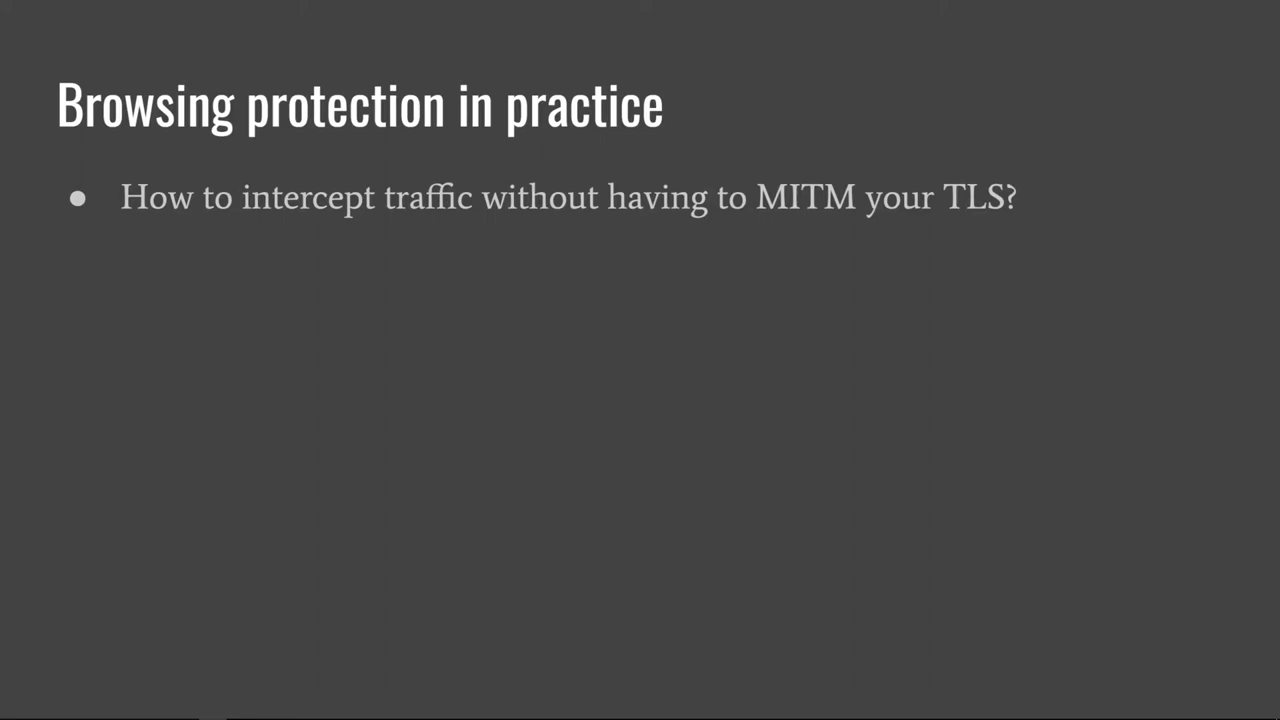 Browsing protection in practice
● How to intercept traffic without having to MITM your TLS?